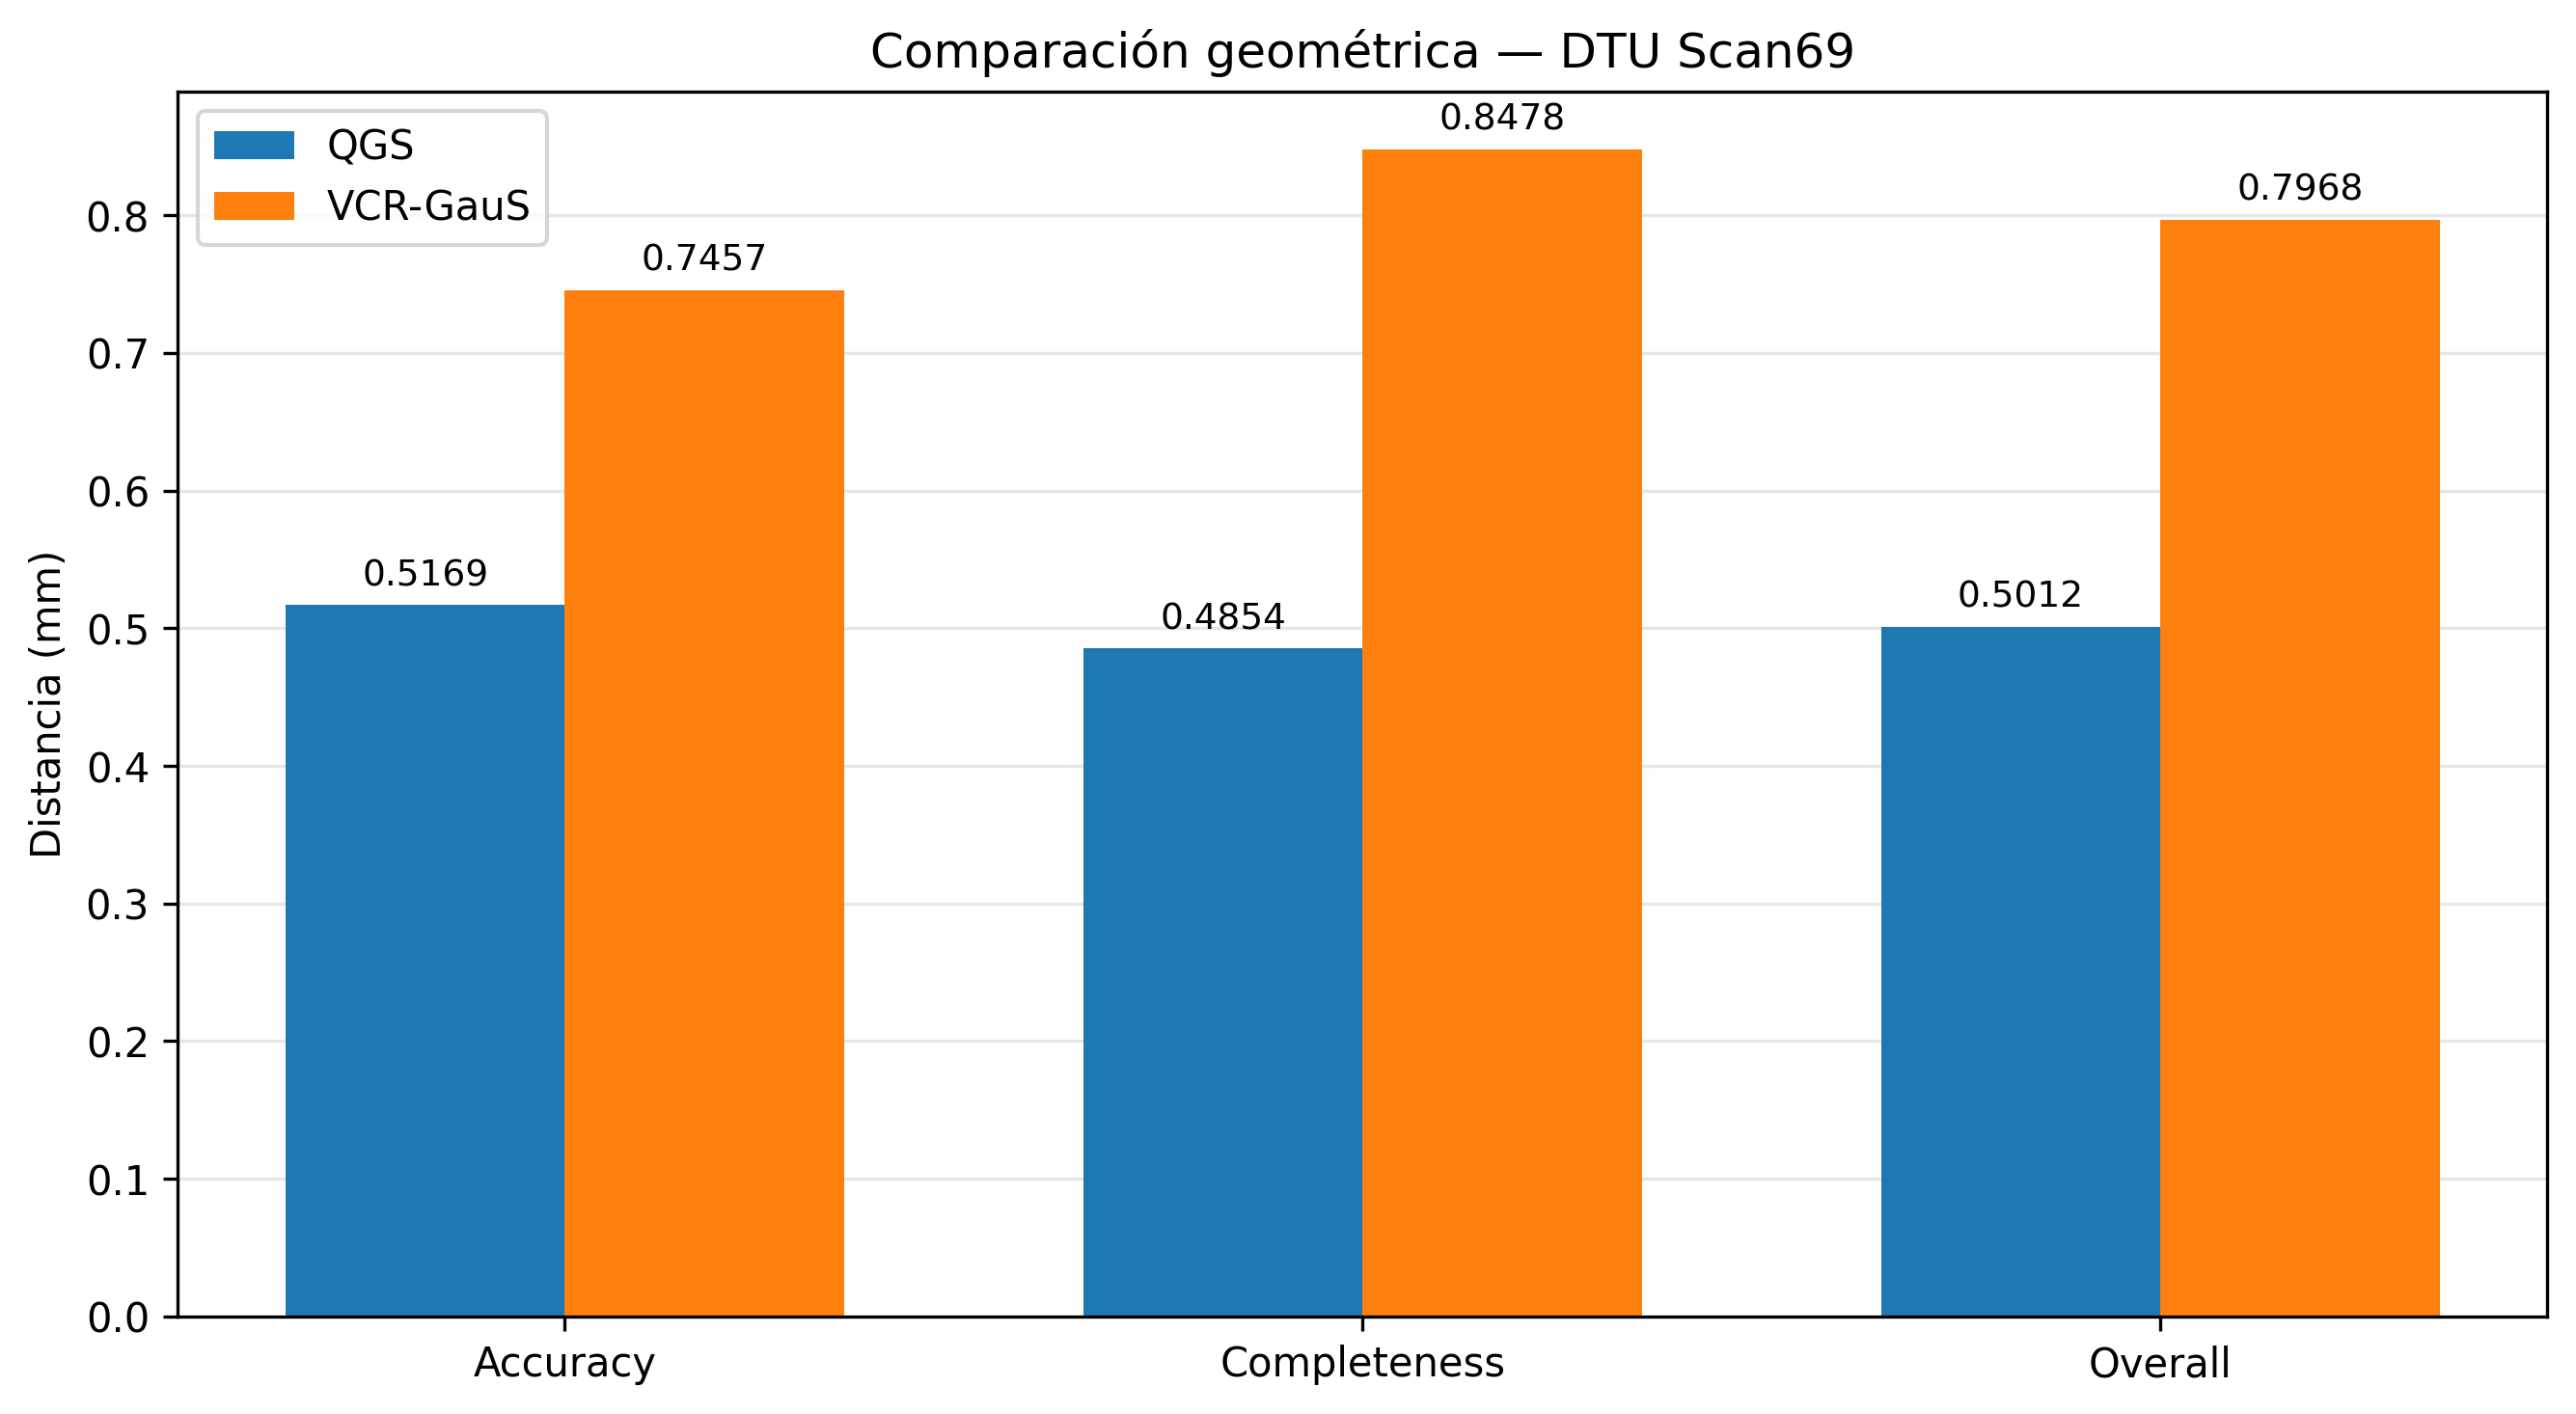 Comparación geométrica — DTU Scan69
QGS
VCR-GauS
0.8478
0.7968
0.7457
0.5169
0.4854
0.5012
Distancia (mm)
0.8
0.7
0.6
0.5
0.4
0.3
0.2
0.1
0.0
Accuracy
Completeness
Overall